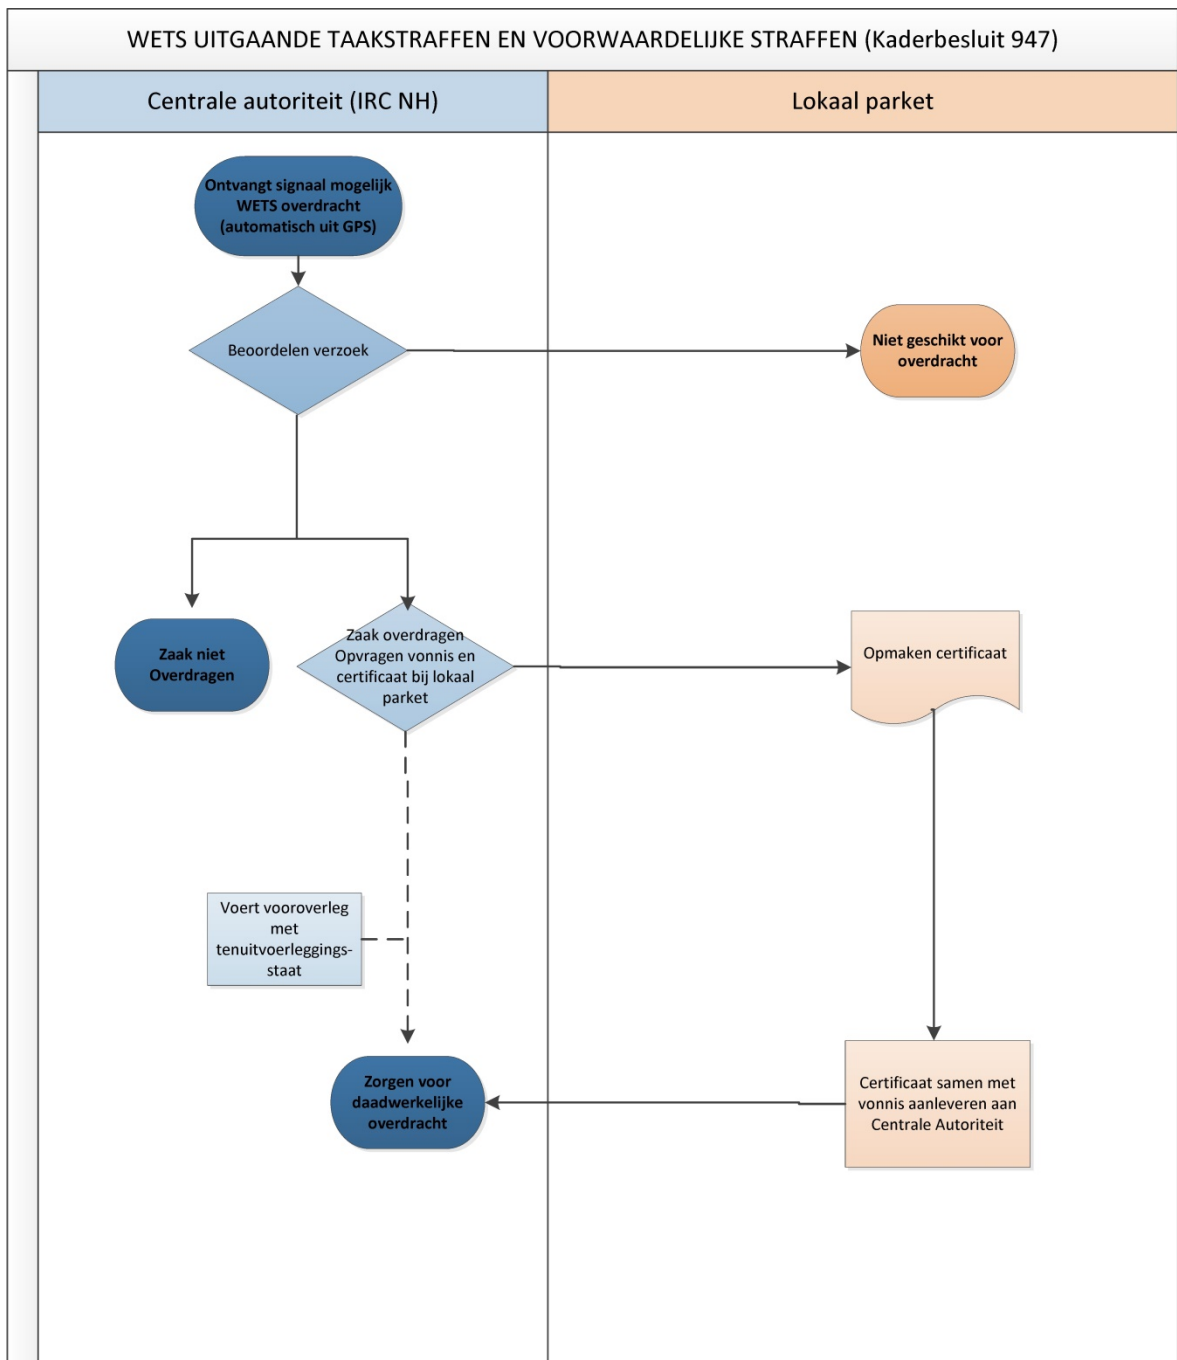 WETS UITGAANDE TAAKSTRAFFEN EN VOORWAARDELIJKE STRAFFEN (Kaderbesluit 947)
Centrale autoriteit (IRC NH)
Lokaal parket
Ontvangt signaal mogelijk
WETS overdracht
(automatisch uit GPS)
Beoordelen verzoek
Niet geschikt voor
overdracht
Zaak niet
Overdragen
Zaak overdragen
Opvragen vonnis en
certificaat bij lokaal
parket
Opmaken certificaat
Voert vooroverleg
met
tenuitvoerleggings-
staat
Zorgen voor
daadwerkelijke
overdracht
Certificaat samen met
vonnis aanleveren aan
Centrale Autoriteit